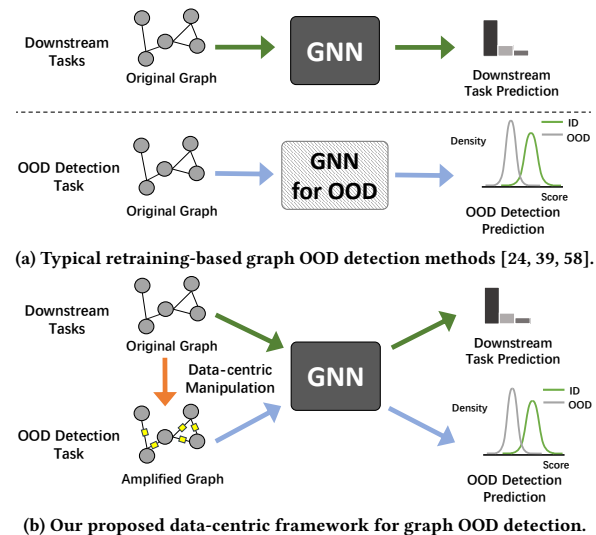 Downstream
Tasks
Original Graph
GNN
Downstream
Task Prediction
OOD Detection
Task
Original Graph
GNN
for OOD
Density
ID
OOD
Score
OOD Detection
Prediction
(a) Typical retraining-based graph OOD detection methods [24, 39, 58].
Downstream
Tasks
Original Graph
Data-centric
Manipulation
GNN
Downstream
Task Prediction
OOD Detection
Task
Amplified Graph
Density
ID
OOD
Score
OOD Detection
Prediction
(b) Our proposed data-centric framework for graph OOD detection.